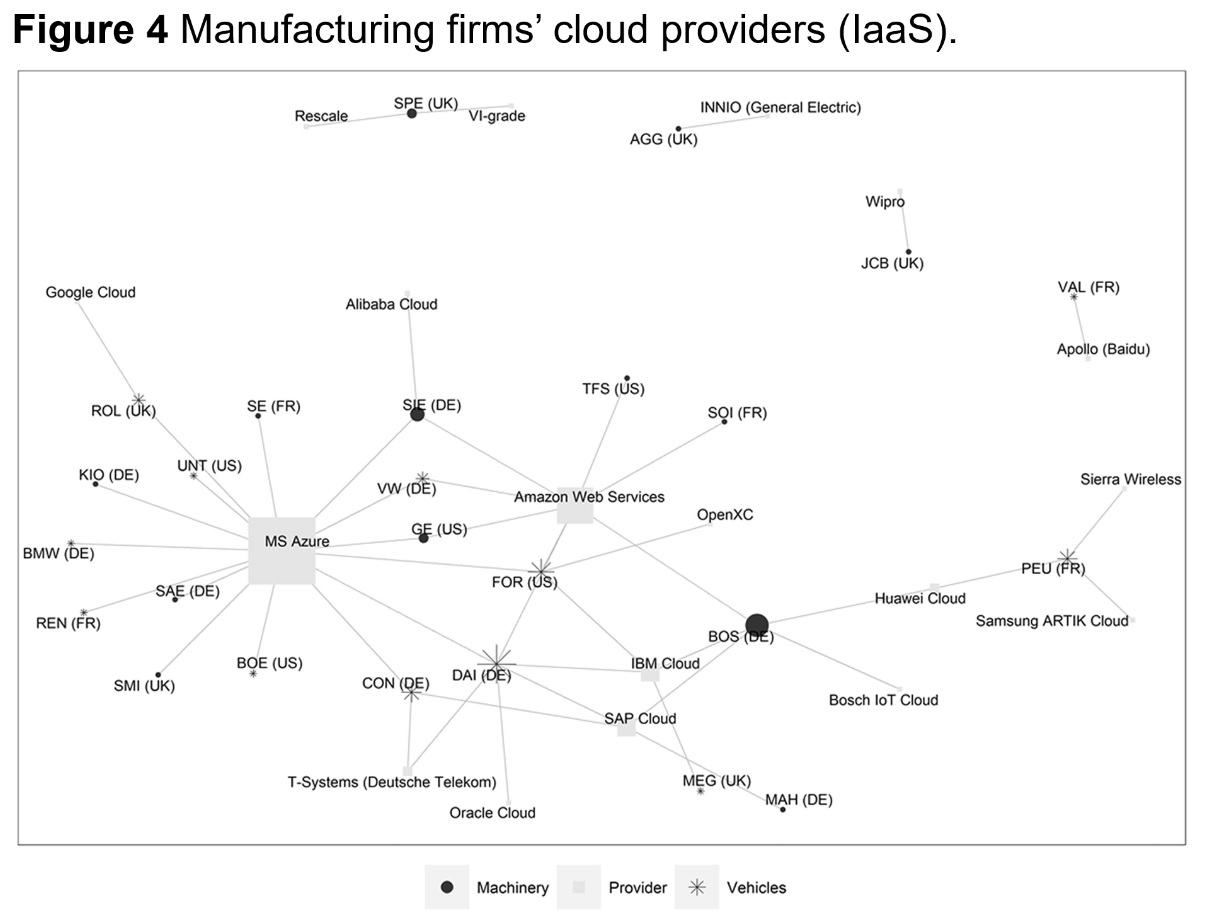 Figure 4 Manufacturing firms’ cloud providers (IaaS).
SPE (UK)
Rescale
VI-grade
INNIO (General Electric)
AGG (UK)
Wipro
JCB (UK)
VAL (FR)
Google Cloud
Alibaba Cloud
Apollo (Baidu)
TFS (US)
ROL (UK)
SE (FR)
SIE (DE)
SOI (FR)
UNT (US)
KIO (DE)
VW (DE)
Sierra Wireless
Amazon Web Services
OpenXC
GE (US)
MS Azure
BMW (DE)
PEU (FR)
FOR (US)
SAE (DE)
Huawei Cloud
REN (FR)
Samsung ARTIK Cloud
BOS (DE)
BOE (US)
IBM Cloud
SMI (UK)
CON (DE)
DAI (DE)
Bosch IoT Cloud
SAP Cloud
T-Systems (Deutsche Telekom)
MEG (UK)
MAH (DE)
Oracle Cloud
Machinery
Provider
Vehicles